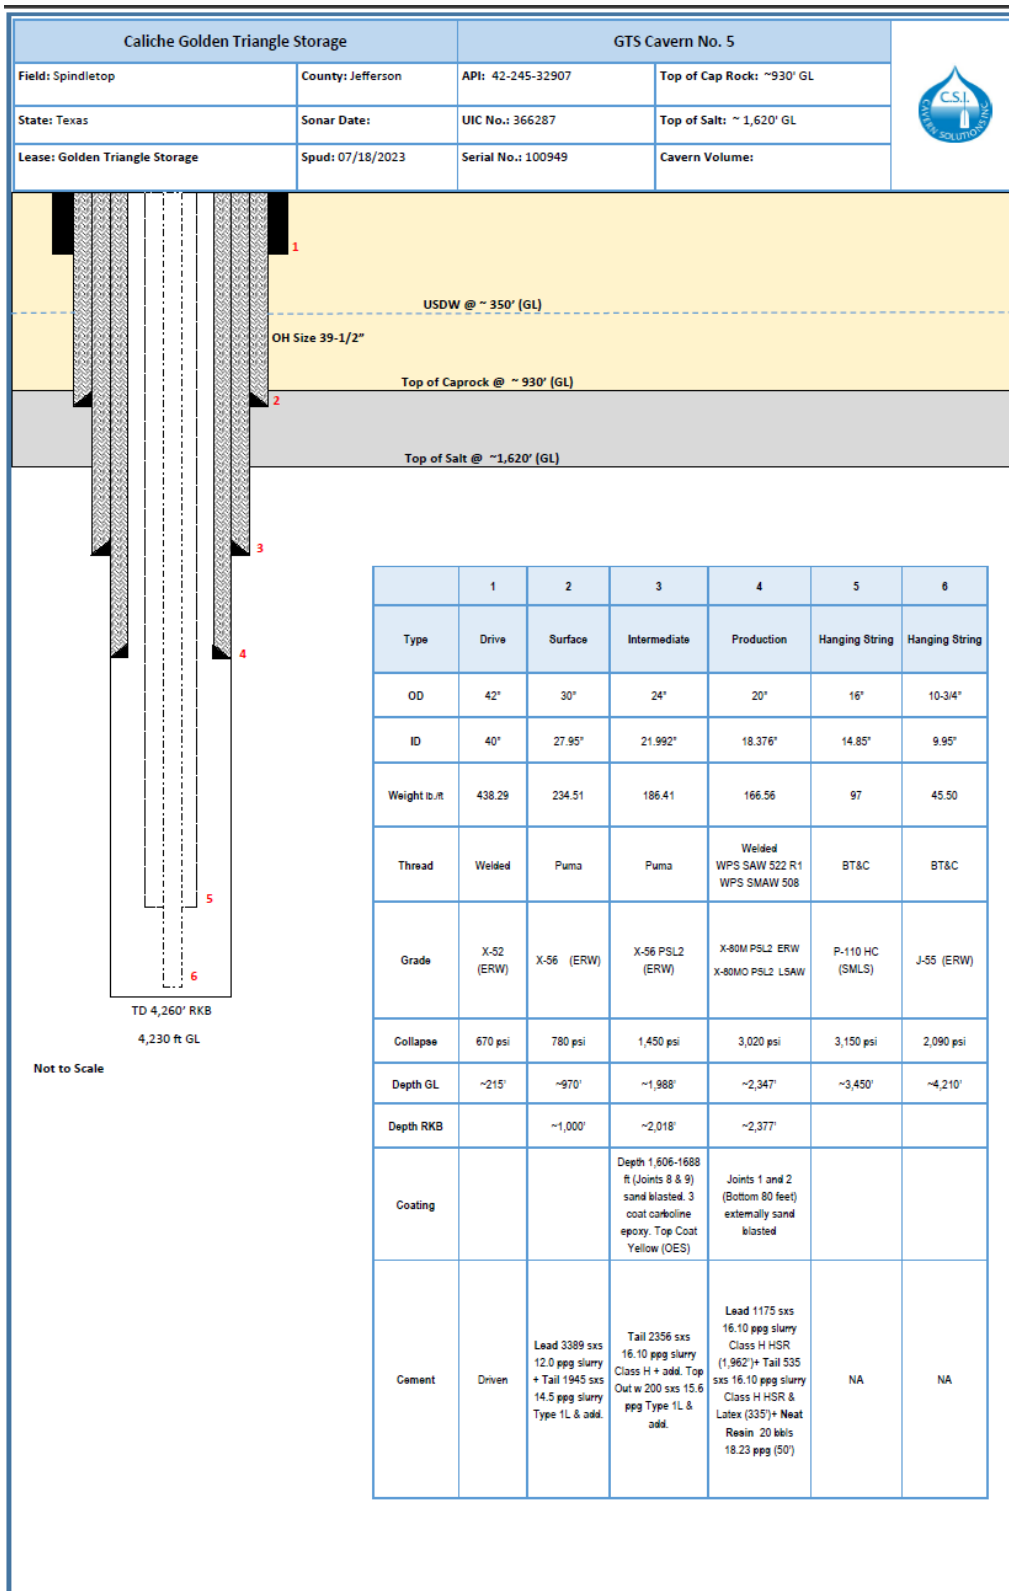 Caliche Golden Triangle Storage
GTS Cavern No. 5
Field: Spindletop
County: Jefferson
API: 42-245-32907
Top of Cap Rock: ~930' GL
State: Texas
Sonar Date:
UIC No.: 366287
Top of Salt: ~ 1,620' GL
Lease: Golden Triangle Storage
Spud: 07/18/2023
Serial No.: 100949
Cavern Volume:
C.S.I.
CAVERN SOLUTIONS INC
1
USDW @ ~ 350' (GL)
OH Size 39-1/2"
Top of Caprock @ ~ 930' (GL)
2
Top of Salt @ ~1,620' (GL)
3
4
5
6
TD 4,260' RKB
4,230 ft GL
Not to Scale
1 2 3 4 5 6
Type Drive Surface Intermediate Production Hanging String Hanging String
OD 42" 30" 24" 20" 16" 10-3/4"
ID 40" 27.95" 21.992" 18.376" 14.85" 9.95"
Weight lb./ft 438.29 234.51 186.41 166.56 97 45.50
Thread
Welded
Puma
Puma
Welded
WPS SAW 522 R1
WPS SMAW 508
BT&C
BT&C
Grade
X-52
(ERW)
X-56 (ERW)
X-56 PSL2
(ERW)
X-80M PSL2 ERW
X-80MO PSL2 LSAW
P-110 HC
(SMLS)
J-55 (ERW)
Collapse 670 psi 780 psi 1,450 psi 3,020 psi 3,150 psi 2,090 psi
Depth GL ~215' ~970' ~1,988' ~2,347' ~3,450' ~4,210'
Depth RKB ~1,000' ~2,018' ~2,377'
Coating
Depth 1,606-1688
ft (Joints 8 & 9)
sand blasted. 3
coat carboline
epoxy. Top Coat
Yellow (OES)
Joints 1 and 2
(Bottom 80 feet)
externally sand
blasted
Cement
Driven
Lead 3389 sxs
12.0 ppg slurry
+ Tail 1945 sxs
14.5 ppg slurry
Type 1L & add.
Tail 2356 sxs
16.10 ppg slurry
Class H + add. Top
Out w 200 sxs 15.6
ppg Type 1L &
add.
Lead 1175 sxs
16.10 ppg slurry
Class H HSR
(1,962')+ Tail 535
sxs 16.10 ppg slurry
Class H HSR &
Latex (335')+ Neat
Resin 20 bbls
18.23 ppg (50')
NA
NA